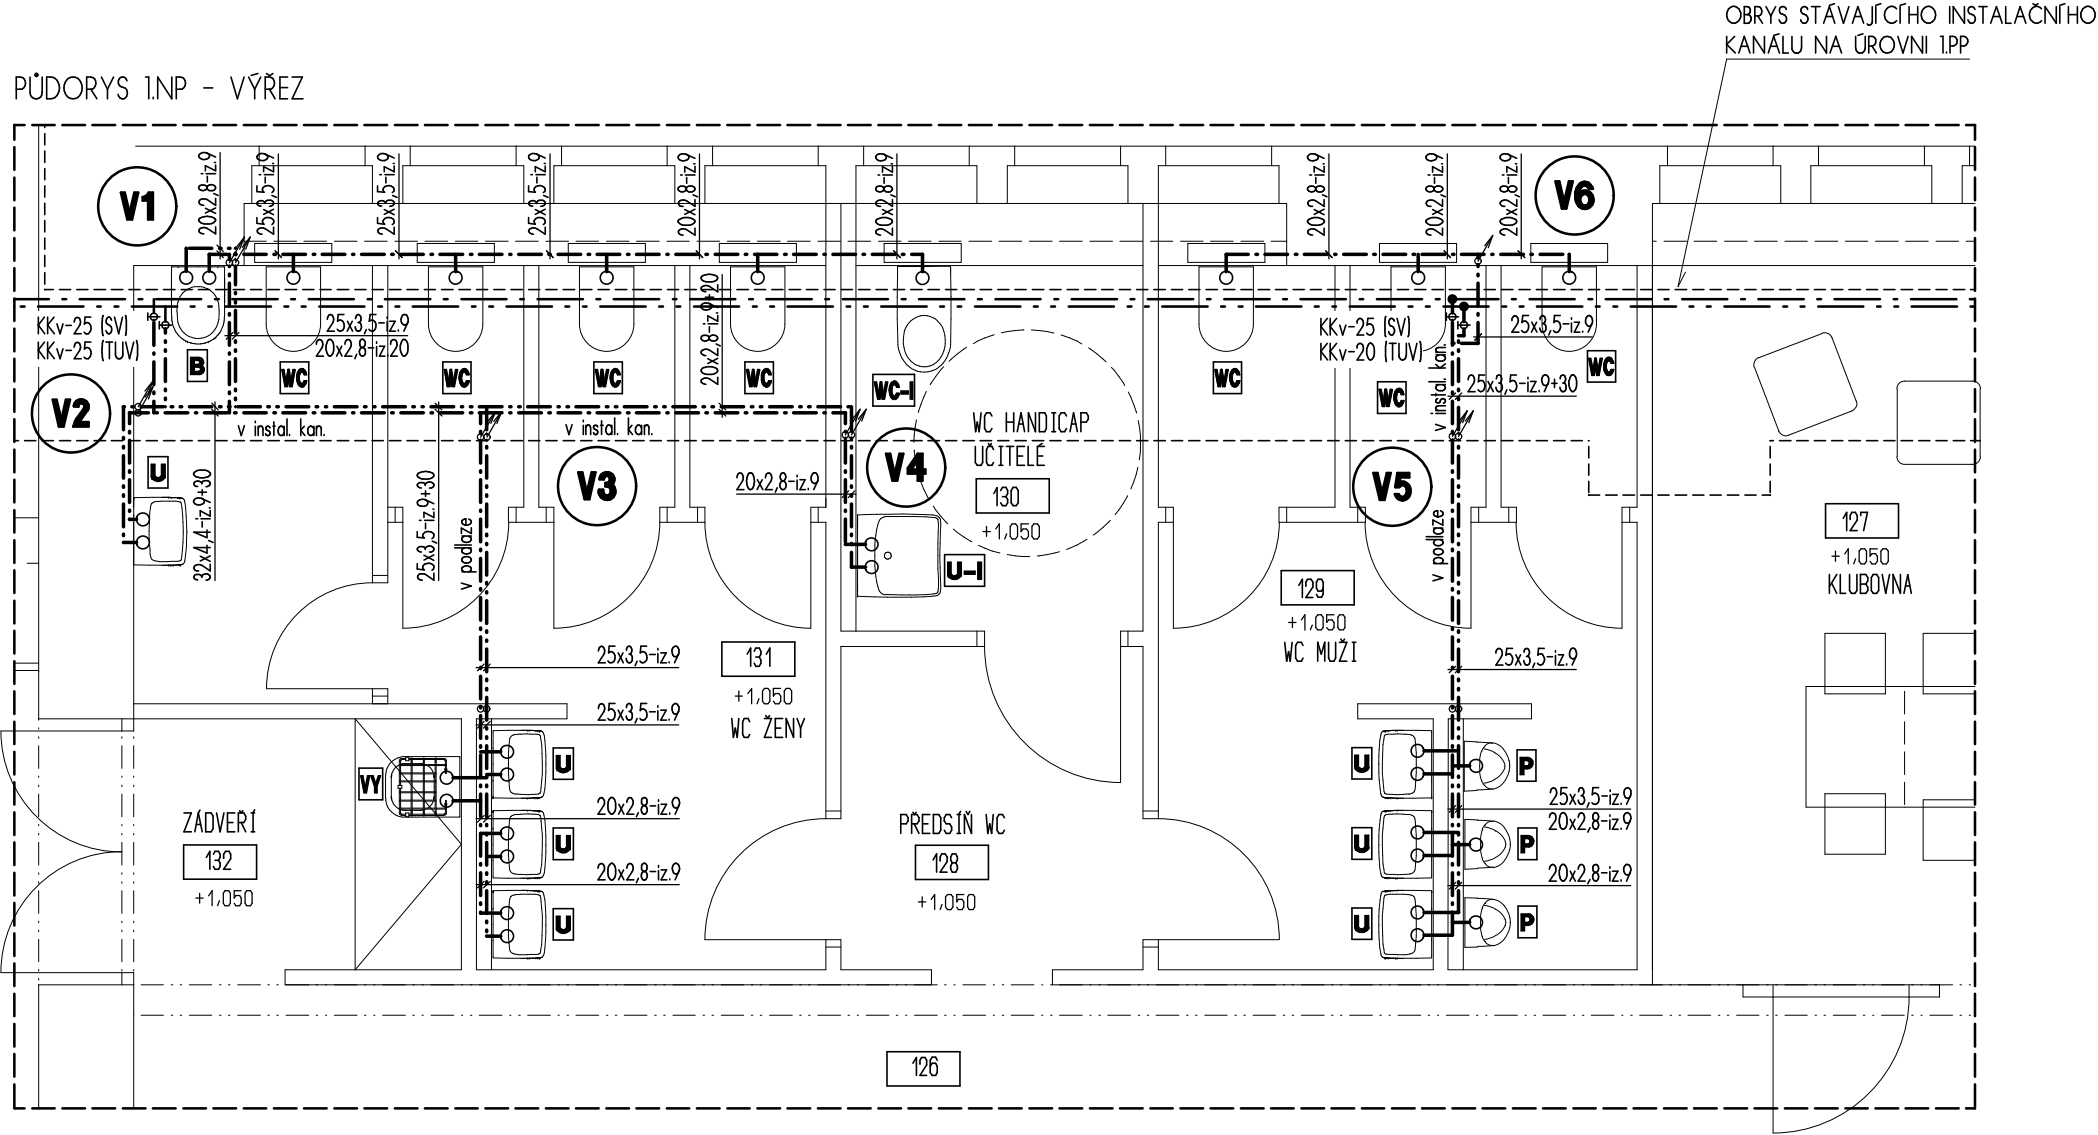 OBRYS STÁVAJÍCÍHO INSTALAČNÍHO
KANÁLU NA ÚROVNI 1.PP
PŮDORYS 1.NP - VÝŘEZ
V1
20x2,8-iz.9
25x3,5-iz.9
25x3,5-iz.9
25x3,5-iz.9
20x2,8-iz.9
20x2,8-iz.9
20x2,8-iz.9
20x2,8-iz.9
20x2,8-iz.9
V6
KKv-25 (SV)
KKv-25 (TUV)
25x3,5-iz.9
20x2,8-iz.20
20x2,8-iz.9+20
KKv-25 (SV)
KKv-20 (TUV)
25x3,5-iz.9
B
WC
WC
WC
WC
WC-I
WC
WC
WC
25x3,5-iz.9+30
v instal. kan.
V2
v instal. kan.
v instal. kan.
WC HANDICAP
UČITELÉ
130
+1,050
U
32x4,4-iz.9+30
25x3,5-iz.9+30
v podlaze
V3
V4
20x2,8-iz.9
U-I
V5
v podlaze
127
+1,050
KLUBOVNA
129
+1,050
WC MUŽI
25x3,5-iz.9
131
+1,050
WC ŽENY
25x3,5-iz.9
25x3,5-iz.9
VY
U
U
P
ZÁDVEŘÍ
132
+1,050
20x2,8-iz.9
U
20x2,8-iz.9
U
PŘEDSÍŇ WC
128
+1,050
25x3,5-iz.9
20x2,8-iz.9
U
P
20x2,8-iz.9
U
P
126